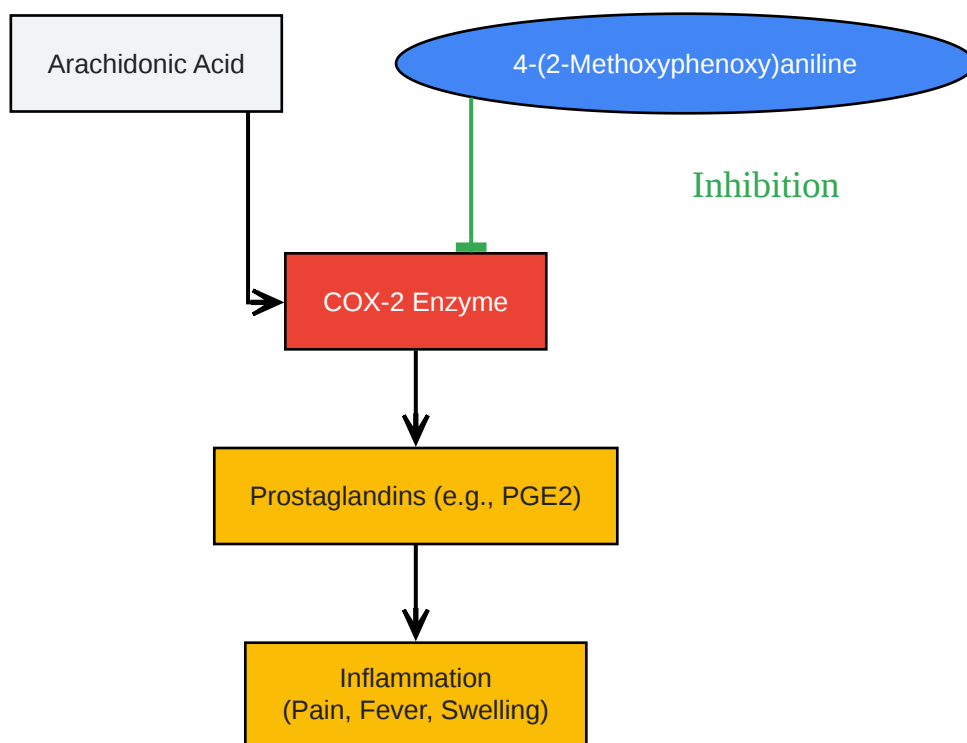 Arachidonic Acid
4-(2-Methoxyphenoxy)aniline
Inhibition
COX-2 Enzyme
Prostaglandins (e.g., PGE2)
Inflammation
(Pain, Fever, Swelling)